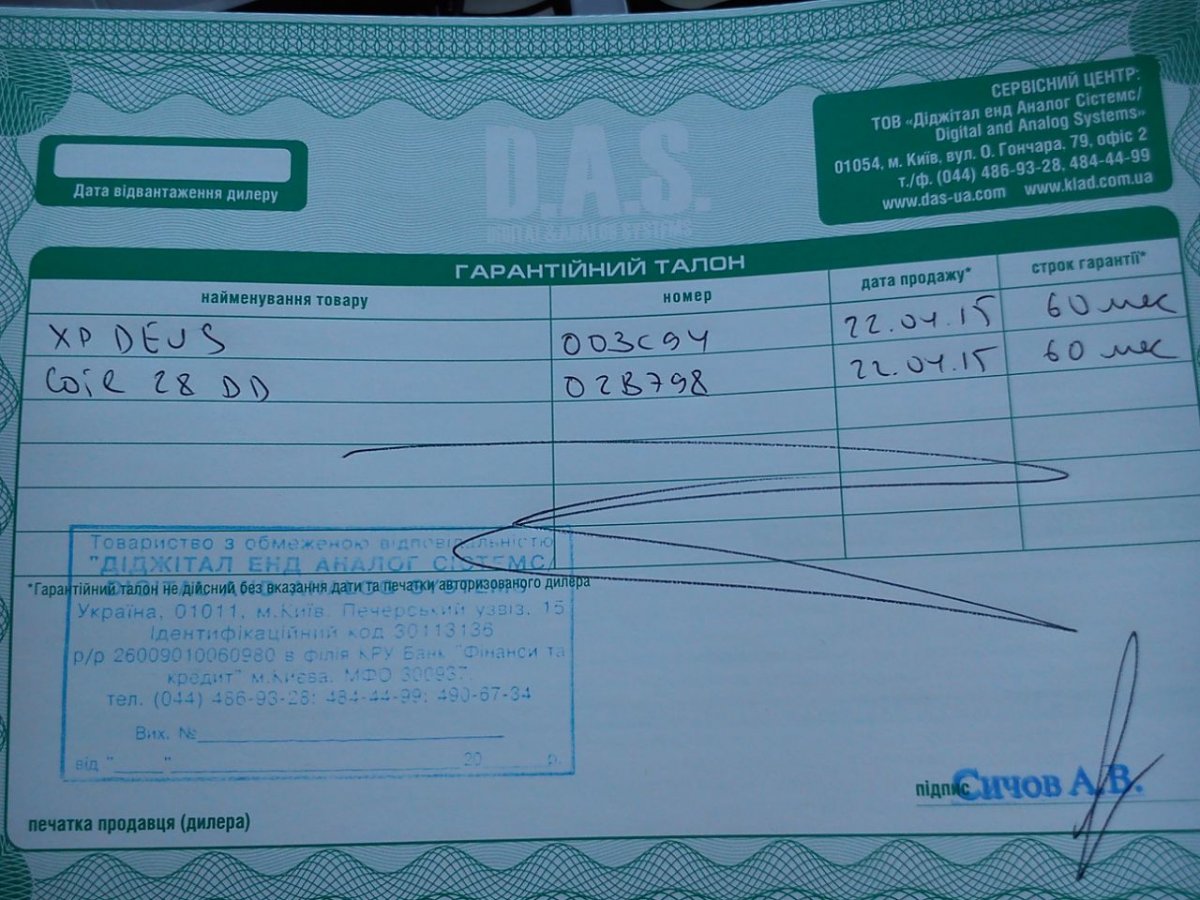 СЕРВІСНИЙ ЦЕНТР:
ТОВ «Діджітал енд Аналог Сістемс/
Digital and Analog Systems»
01054, м. Київ, вул. О. Гончара, 79, офіс 2
т./ф. (044) 486-93-28, 484-44-99
www.das-ua.com www.klad.com.ua
Дата відвантаження дилеру
D.A.S.
DIGITAL & ANALOG SYSTEMS
ГАРАНТІЙНИЙ ТАЛОН
найменування товару номер дата продажу* строк гарантії*
XP DEUS 003C94 22.04.15 60 мес
Coil 28 DD 02B798 22.04.15 60 мес
Товариство з обмеженою відповідальністю
"ДІДЖІТАЛ ЕНД АНАЛОГ СІСТЕМС/
DIGITAL AND ANALOG SYSTEMS"
*Гарантійний талон не дійсний без вказання дати та печатки авторизованого дилера
Україна, 01011, м.Київ, Печерський узвіз, 15
Ідентифікаційний код 30113136
р/р 26009010060980 в філія КРУ Банк "Фінанси та
кредит" м.Києва, МФО 300937,
тел. (044) 486-93-28; 484-44-99; 490-67-34
Вих. №
від " " 20 р.
підпис Сичов А.В.
печатка продавця (дилера)